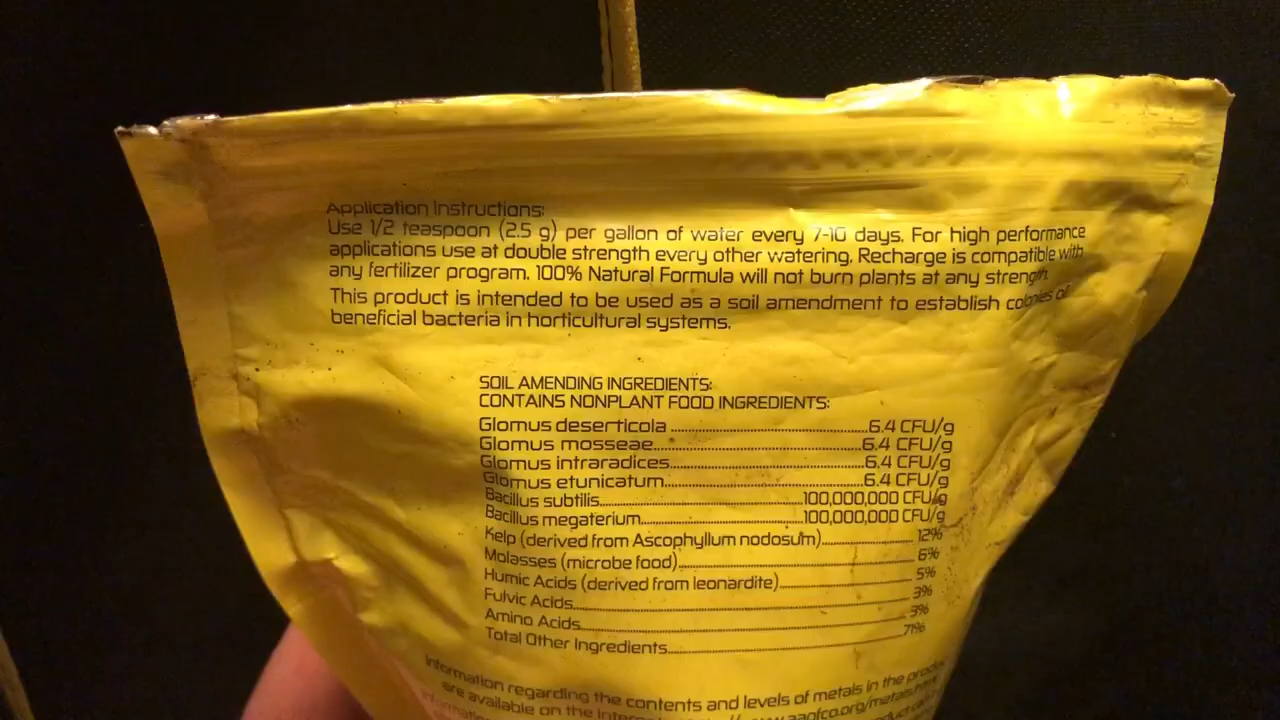 Application Instructions:
Use 1/2 teaspoon (2.5 g) per gallon of water every 7-10 days. For high performance
applications use at double strength every other watering. Recharge is compatible with
any fertilizer program. 100% Natural Formula will not burn plants at any strength.
This product is intended to be used as a soil amendment to establish colonies of
beneficial bacteria in horticultural systems.
SOIL AMENDING INGREDIENTS:
CONTAINS NONPLANT FOOD INGREDIENTS:
Glomus deserticola 6.4 CFU/g
Glomus mosseae 6.4 CFU/g
Glomus intraradices 6.4 CFU/g
Glomus etunicatum 6.4 CFU/g
Bacillus subtilis 100,000,000 CFU/g
Bacillus megaterium 100,000,000 CFU/g
Kelp (derived from Ascophyllum nodosum) 12%
Molasses (microbe food) 6%
Humic Acids (derived from leonardite) 5%
Fulvic Acids 3%
Amino Acids 3%
Total Other Ingredients 71%
Information regarding the contents and levels of metals in the
are available on the